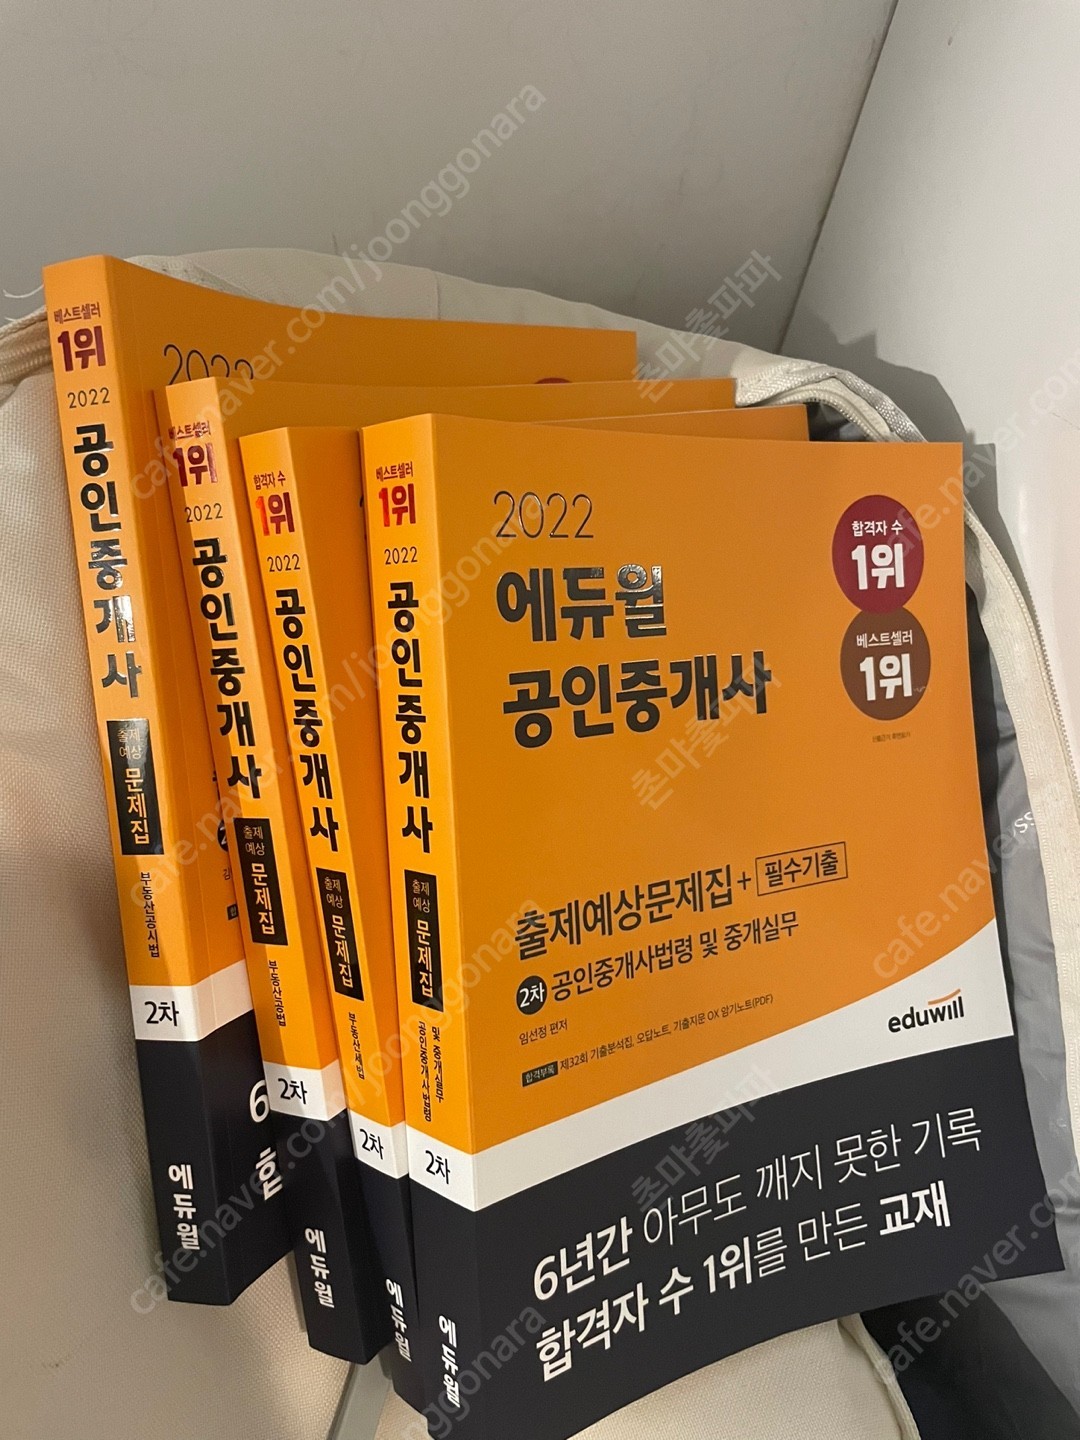 베스트셀러
1위
2022
공인중개사
출제
예상
문제집
부동산공시법
2차
에듀윌
2022
베스트셀러
1위
2022
공인중개사
출제
예상
문제집
부동산공법
2차
에듀윌
합격자 수
1위
2022
공인중개사
출제
예상
문제집
부동산세법
2차
에듀윌
베스트셀러
1위
2022
공인중개사
출제
예상
문제집
공인중개사법령
및 중개실무
2차
에듀윌
2022
에듀윌
공인중개사
합격자 수
1위
베스트셀러
1위
출제예상문제집 + 필수기출
2차 공인중개사법령 및 중개실무
임선정 편저
합격부록 제32회 기출분석집, 오답노트, 기출지문 OX 암기노트(PDF)
eduwill
6년간 아무도 깨지 못한 기록
합격자 수 1위를 만든 교재
cafe.naver.com/joonggonara
촌마촟파파